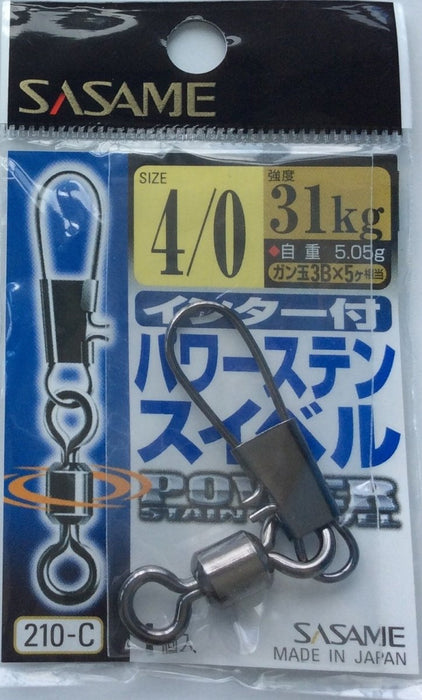 SASAME
SIZE
4/0
強度
31kg
◆自重 5.05g
ガン玉3B×5ヶ相当
インター付
パワーステン
スイベル
POWER
210-C
個入
SASAME
MADE IN JAPAN